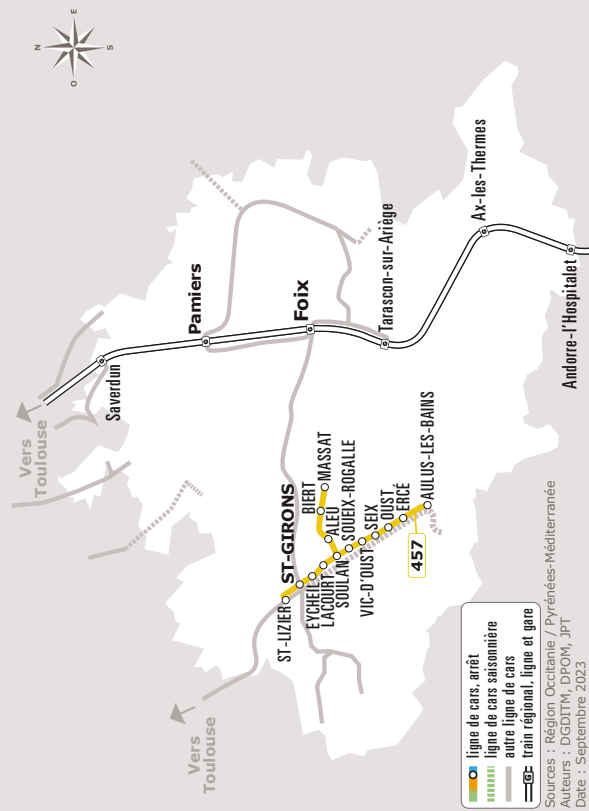 N
E
S
O
Vers
Toulouse
Saverdun
Pamiers
Foix
Tarascon-sur-Ariège
Ax-les-Thermes
Andorre-l'Hospitalet
Vers
Toulouse
ST-LIZIER
ST-GIRONS
EYCHEIL
LACOURT
SOULAN
ALEU
BIERT
MASSAT
SOUEIX-ROGALLE
VIC-D'OUST
SEIX
OUST
ERCÉ
AULUS-LES-BAINS
457
ligne de cars, arrêt
ligne de cars saisonnière
autre ligne de cars
G train régional, ligne et gare
Sources : Région Occitanie / Pyrénées-Méditerranée
Auteurs : DGDITM, DPOM, JPT
Date : Septembre 2023